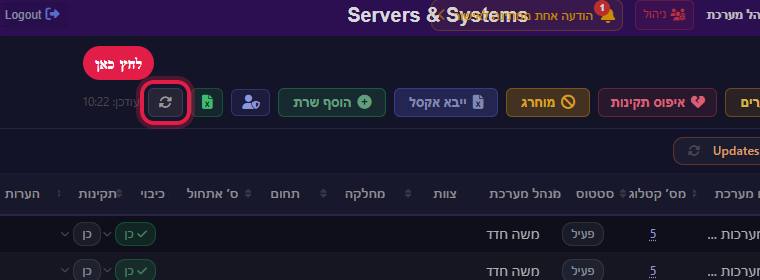 הל מערכת ניהול 1 הודעה אחת Servers & Systems Logout
לחץ כאן
רים מוחרג איפוס תקינות ייבא אקסל הוסף שרת עודכן: 10:22
Updates
מערכת מס׳ קטלוג סטטוס מנהל מערכת צוות מחלקה תחום ס׳ אתחול כיבוי תקינות הערות
מערכות ... 5 פעיל משה חדד כן כן
מערכות ... 5 פעיל משה חדד כן כן